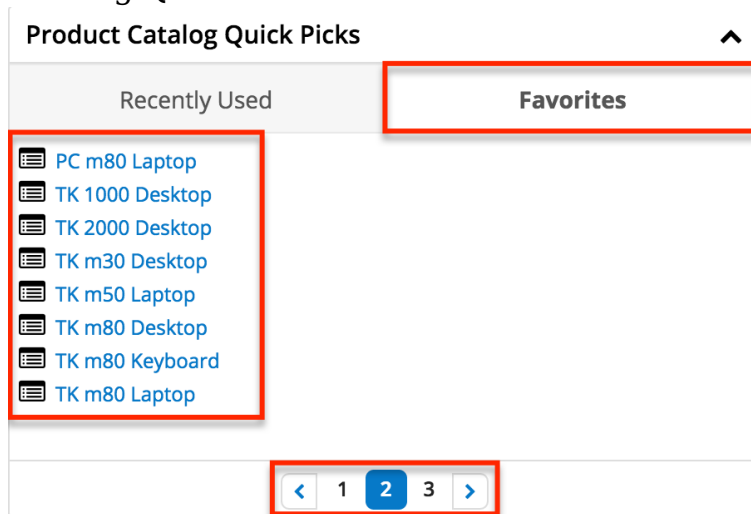 Product Catalog Quick Picks
Recently Used Favorites
PC m80 Laptop
TK 1000 Desktop
TK 2000 Desktop
TK m30 Desktop
TK m50 Laptop
TK m80 Desktop
TK m80 Keyboard
TK m80 Laptop
1 2 3